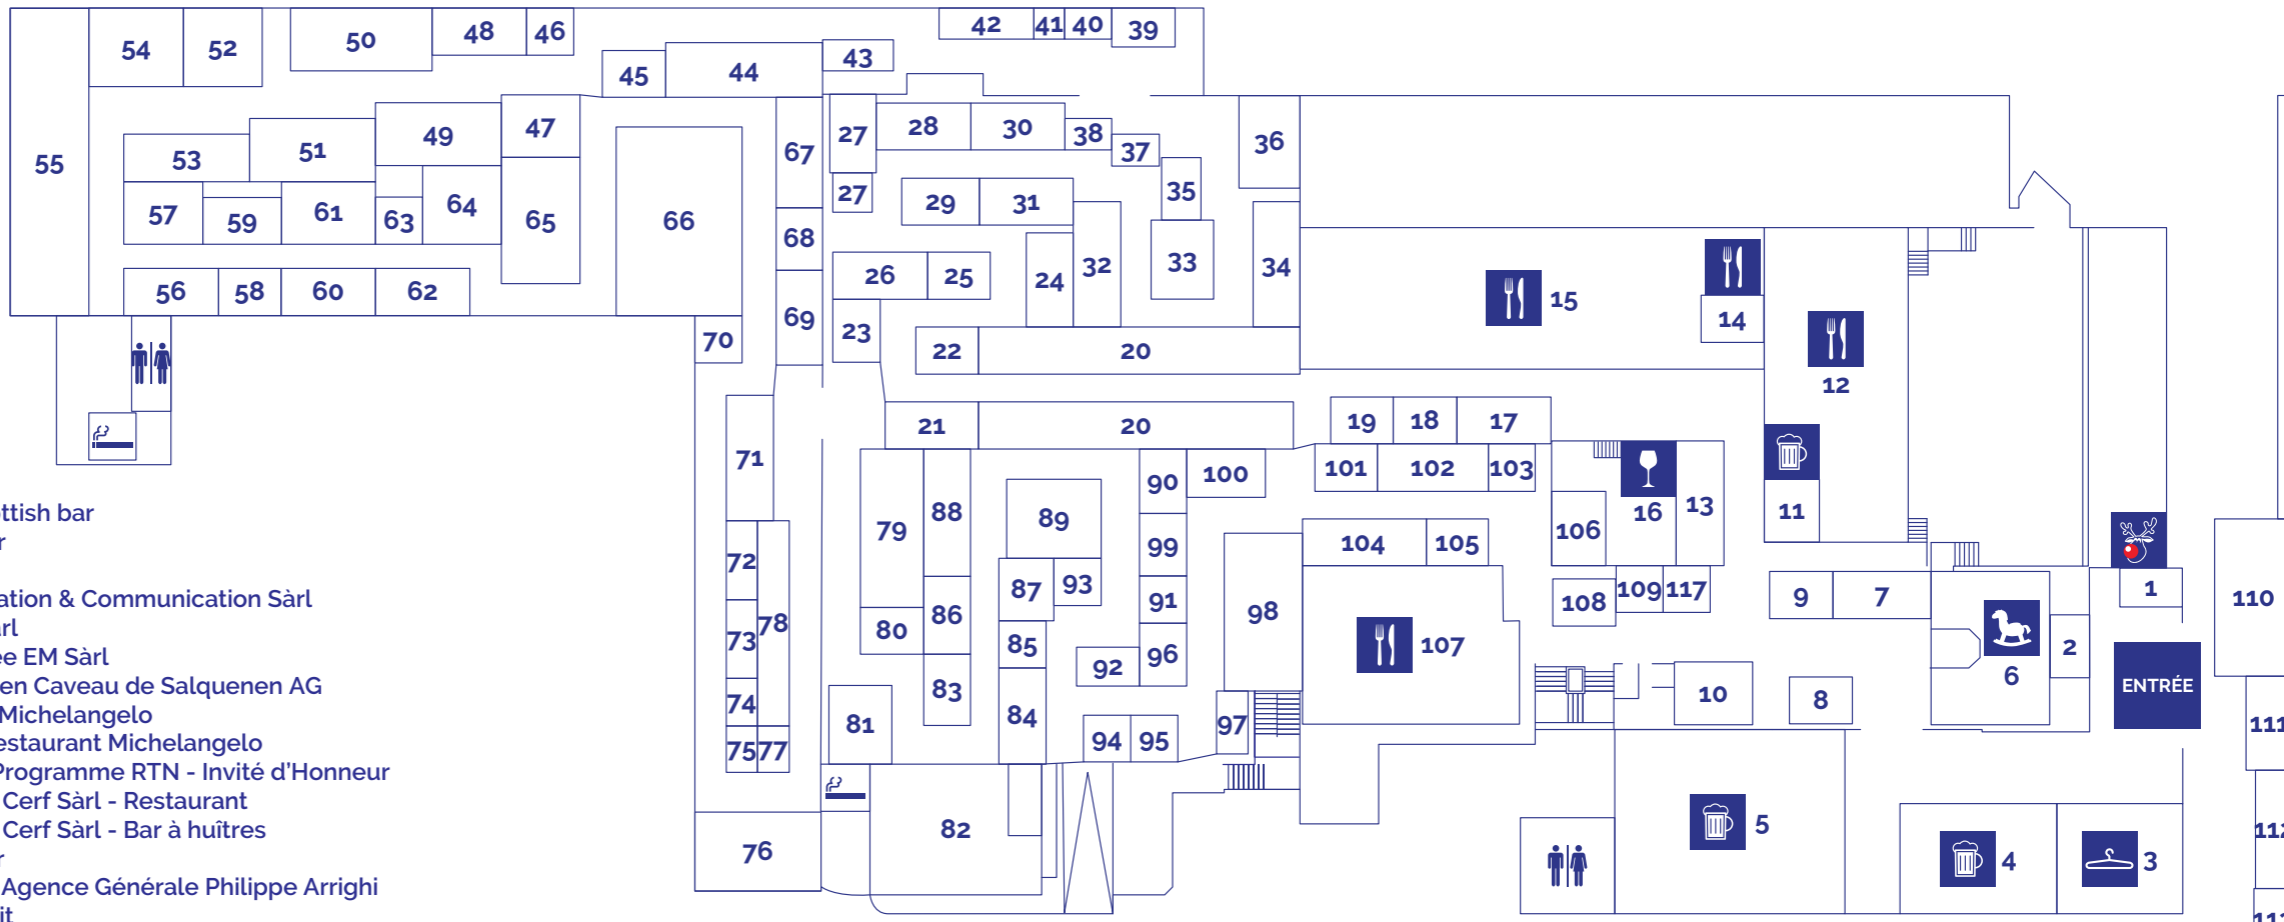 54 52 50 48 46 42 41 40 39
45 44 43
55 53 51 49 47 67 27 28 30 38 37 36
57 59 61 63 64 65 66 27 29 31 35
68 26 25 24 32 33 34 15 14 12
56 58 60 62 69 23
70 22 20
21 20 19 18 17
71 101 102 103
79 88 89 90 100 106 16 13 11
72 99 104 105
87 93 91 98 108 109 117 9 7 1 110
73 78 80 86 85 92 96 107 6 2
74 83 84 97 10 8 ENTRÉE
75 77 81 94 95 111
76 82 5 4 3 112
113
ttish bar
r
ation & Communication Sàrl
arl
ée EM Sàrl
en Caveau de Salquenen AG
Michelangelo
estaurant Michelangelo
Programme RTN - Invité d'Honneur
Cerf Sàrl - Restaurant
Cerf Sàrl - Bar à huîtres
r
Agence Générale Philippe Arrighi
it